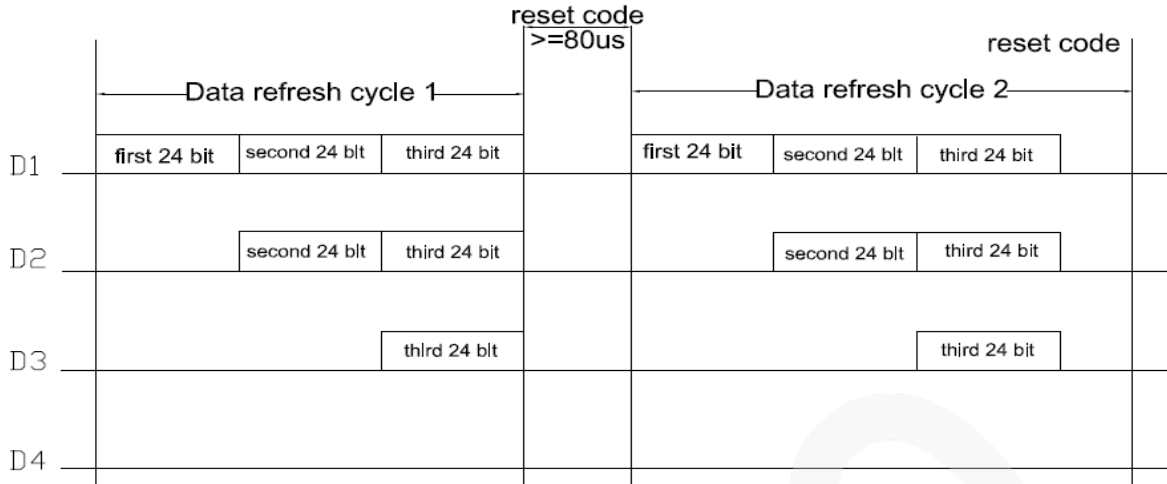 reset code
>=80us
reset code
Data refresh cycle 1
Data refresh cycle 2
D1 first 24 bit second 24 blt third 24 bit first 24 bit second 24 blt third 24 bit
D2 second 24 blt third 24 bit second 24 blt third 24 bit
D3 third 24 blt third 24 bit
D4